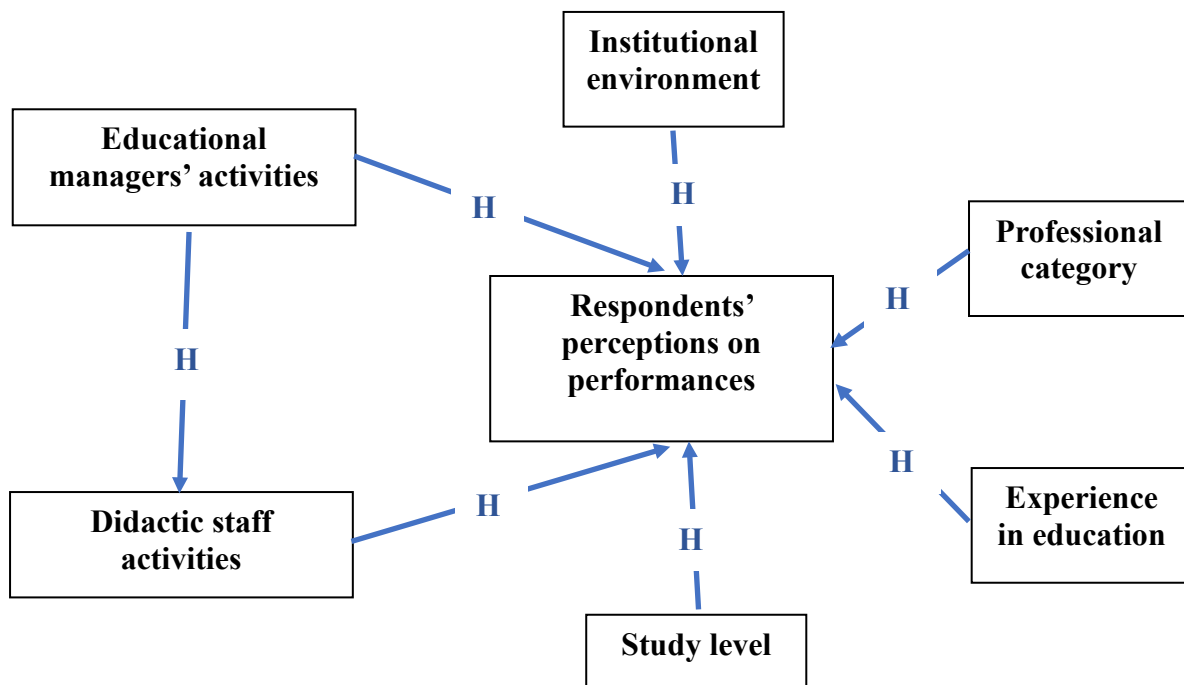 Institutional
environment
Educational
managers’ activities
H
H
Professional
category
H
Respondents’
perceptions on
performances
H
H
Didactic staff
activities
H
H
Experience
in education
Study level